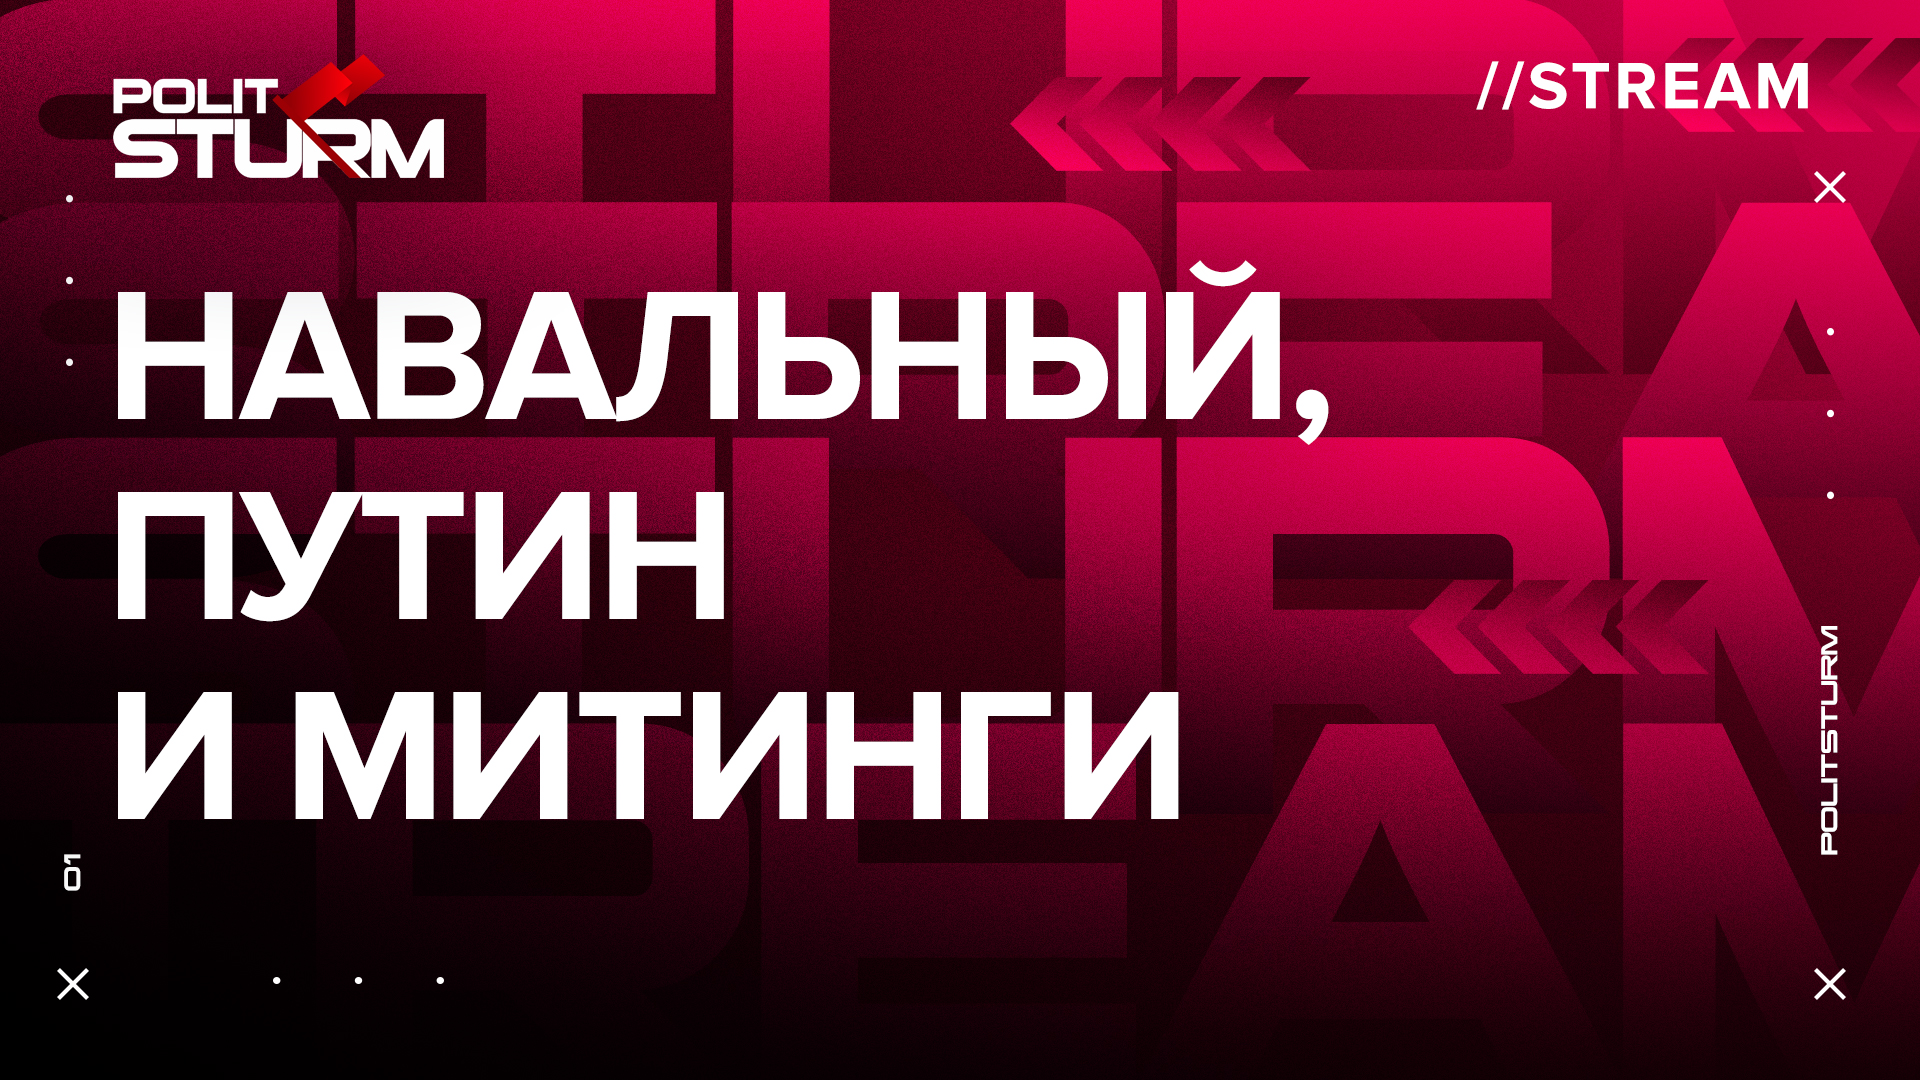 POLIT
STURM
//STREAM
НАВАЛЬНЫЙ,
ПУТИН
И МИТИНГИ
POLITSTURM
01